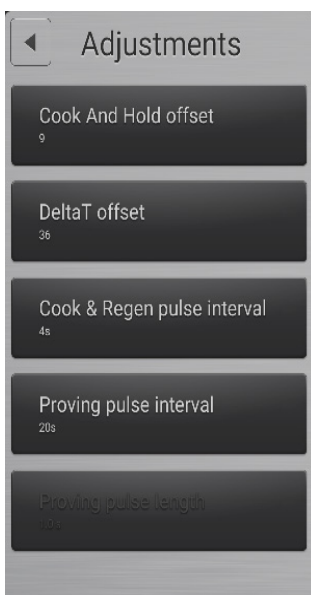 Adjustments
Cook And Hold offset
9
DeltaT offset
36
Cook & Regen pulse interval
4s
Proving pulse interval
20s
Proving pulse length